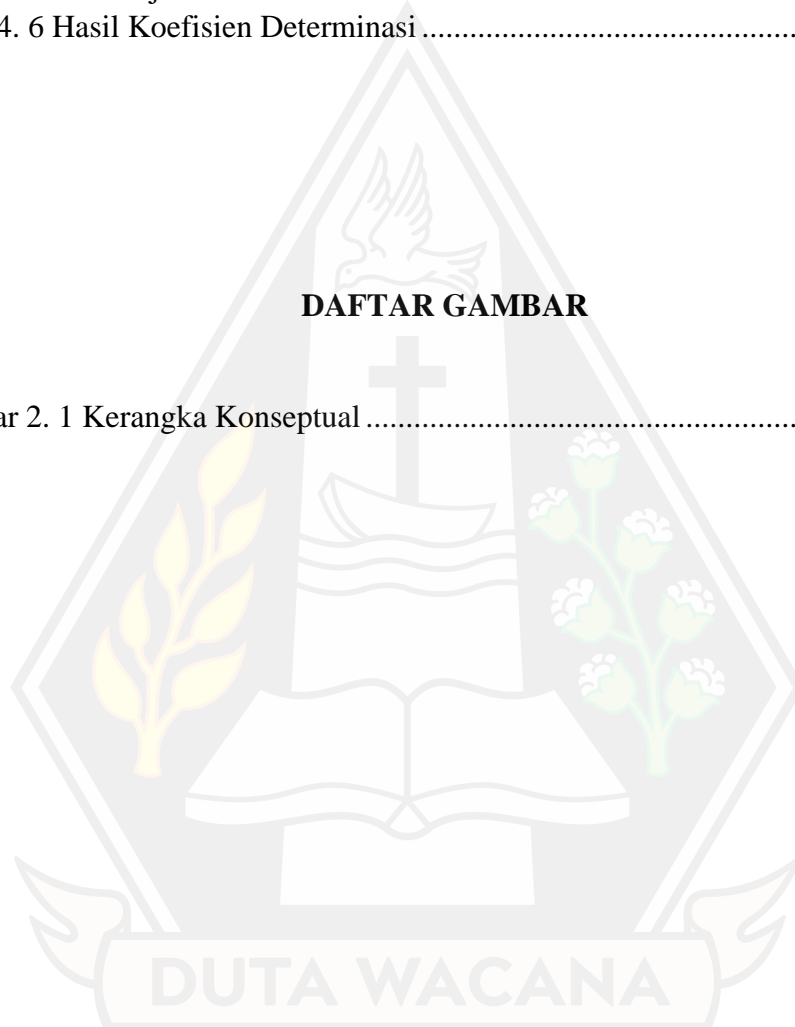 4. 6 Hasil Koefisien Determinasi ...............................................
DAFTAR GAMBAR
ar 2. 1 Kerangka Konseptual ......................................................
DUTA WACANA